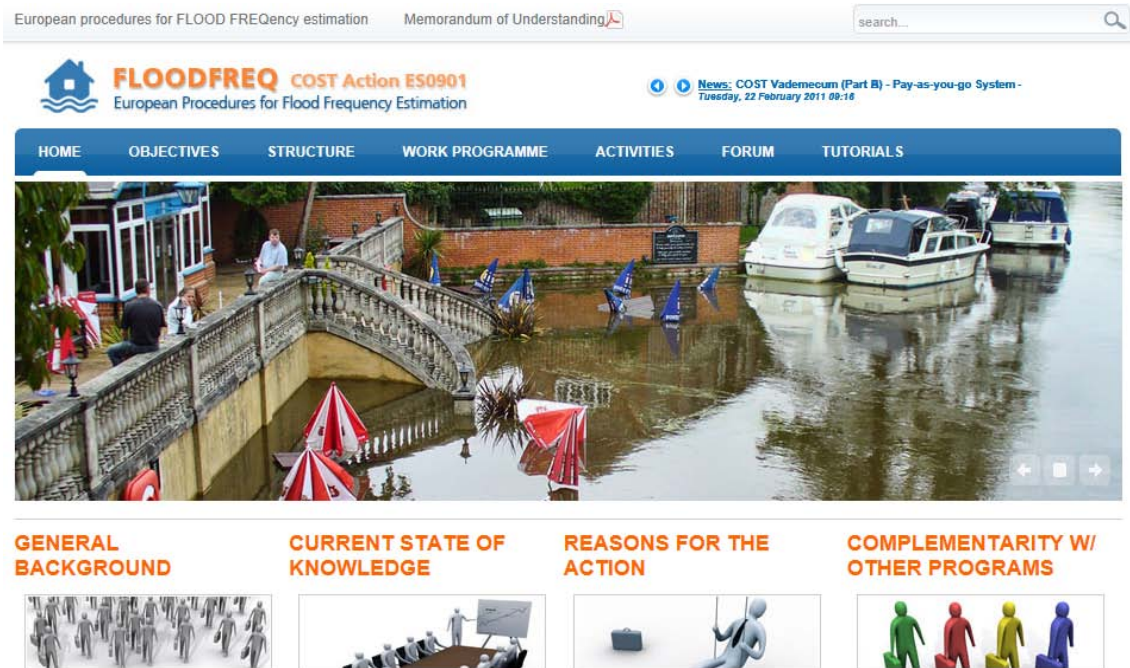 European procedures for FLOOD FREQency estimation
Memorandum of Understanding
search...
FLOODFREQ COST Action ES0901
European Procedures for Flood Frequency Estimation
News: COST Vademecum (Part B) - Pay-as-you-go System -
Tuesday, 22 February 2011 09:16
HOME
OBJECTIVES
STRUCTURE
WORK PROGRAMME
ACTIVITIES
FORUM
TUTORIALS
GENERAL
BACKGROUND
CURRENT STATE OF
KNOWLEDGE
REASONS FOR THE
ACTION
COMPLEMENTARITY W/
OTHER PROGRAMS